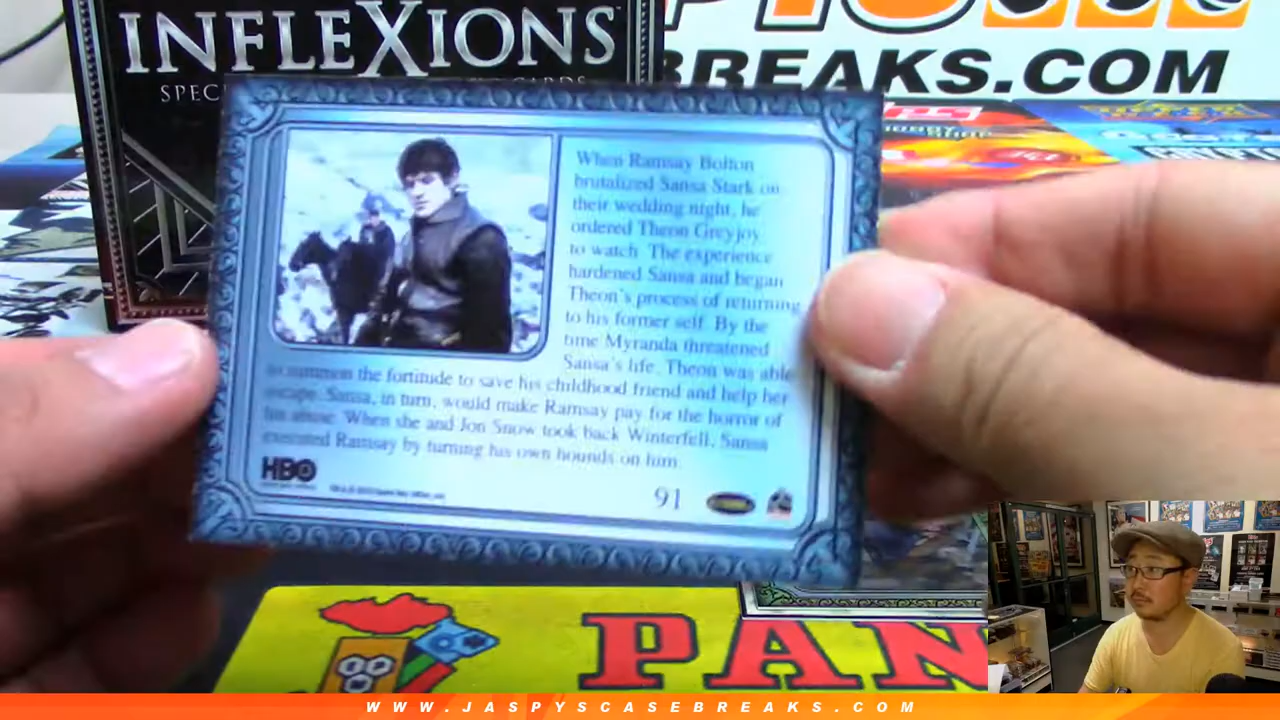 INFLEXIONS
SPEC CARDS
BREAKS.COM
When Ramsay Bolton
brutalized Sansa Stark on
their wedding night, he
ordered Theon Greyjoy
to watch. The experience
hardened Sansa and began
Theon's process of returning
to his former self. By the
time Myranda threatened
Sansa's life, Theon was able
to summon the fortitude to save his childhood friend and help her
escape. Sansa, in turn, would make Ramsay pay for the horror of
his abuse. When she and Jon Snow took back Winterfell, Sansa
executed Ramsay by turning his own hounds on him.
HBO
91
PAN
WWW.JASPYSCASEBREAKS.COM